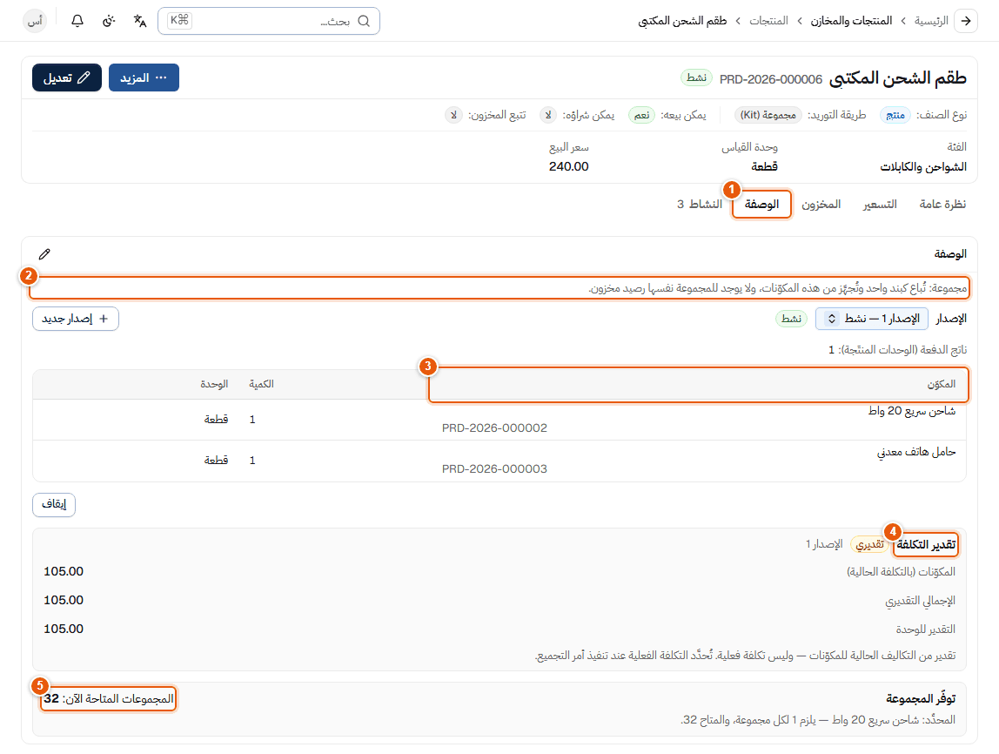 الرئيسية > المنتجات والمخازن > المنتجات > طقم الشحن المكتبي
بحث... ⌘K
أس
طقم الشحن المكتبي PRD-2026-000006 نشط
··· المزيد
تعديل
نوع الصنف: منتج طريقة التوريد: مجموعة (Kit) يمكن بيعه: نعم يمكن شراؤه: لا تتبع المخزون: لا
الفئة وحدة القياس سعر البيع
الشواحن والكابلات قطعة 240.00
نظرة عامة التسعير المخزون الوصفة النشاط 3
1
الوصفة
2
مجموعة: تُباع كبند واحد وتُجهَّز من هذه المكوّنات، ولا يوجد للمجموعة نفسها رصيد مخزون.
الإصدار الإصدار 1 — نشط نشط
+ إصدار جديد
ناتج الدفعة (الوحدات المنتَجة): 1
3
المكوّن الكمية الوحدة
شاحن سريع 20 واط PRD-2026-000002 1 قطعة
حامل هاتف معدني PRD-2026-000003 1 قطعة
إيقاف
4
تقدير التكلفة تقديري الإصدار 1
المكوّنات (بالتكلفة الحالية) 105.00
الإجمالي التقديري 105.00
التقدير للوحدة 105.00
تقدير من التكاليف الحالية للمكوّنات — وليس تكلفة فعلية. تُحدَّد التكلفة الفعلية عند تنفيذ أمر التجميع.
5
توفّر المجموعة المجموعات المتاحة الآن: 32
المحدِّد: شاحن سريع 20 واط — يلزم 1 لكل مجموعة، والمتاح 32.